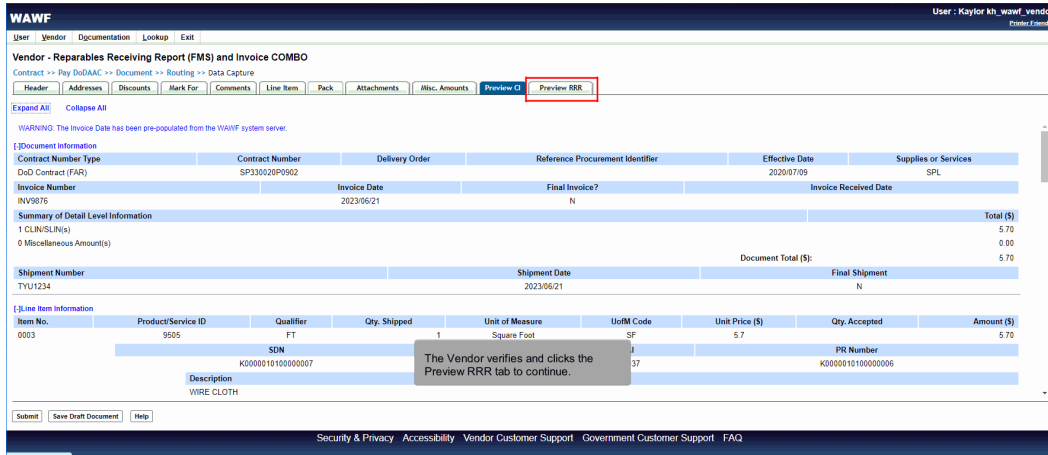 User : Kaylor kh_wawf_vendo
WAWF
Printer Friend
User Vendor Documentation Lookup Exit
Vendor - Reparables Receiving Report (FMS) and Invoice COMBO
Contract >> Pay DoDAAC >> Document >> Routing >> Data Capture
Header Addresses Discounts Mark For Comments Line Item Pack Attachments Misc. Amounts Preview CI Preview RRR
Expand All Collapse All
WARNING: The Invoice Date has been pre-populated from the WAWF system server.
[-]Document Information
Contract Number Type Contract Number Delivery Order Reference Procurement Identifier Effective Date Supplies or Services
DoD Contract (FAR) SP330020P0902 2020/07/09 SPL
Invoice Number Invoice Date Final Invoice? Invoice Received Date
INV9876 2023/06/21 N
Summary of Detail Level Information Total ($)
1 CLIN/SLIN(s) 5.70
0 Miscellaneous Amount(s) 0.00
Document Total ($): 5.70
Shipment Number Shipment Date Final Shipment
TYU1234 2023/06/21 N
[-]Line Item Information
Item No. Product/Service ID Qualifier Qty. Shipped Unit of Measure UofM Code Unit Price ($) Qty. Accepted Amount ($)
0003 9505 FT 1 Square Foot SF 5.7 5.70
SDN PR Number
K0000010100000007 37 K0000010100000006
The Vendor verifies and clicks the
Preview RRR tab to continue.
Description
WIRE CLOTH
Submit Save Draft Document Help
Security & Privacy Accessibility Vendor Customer Support Government Customer Support FAQ